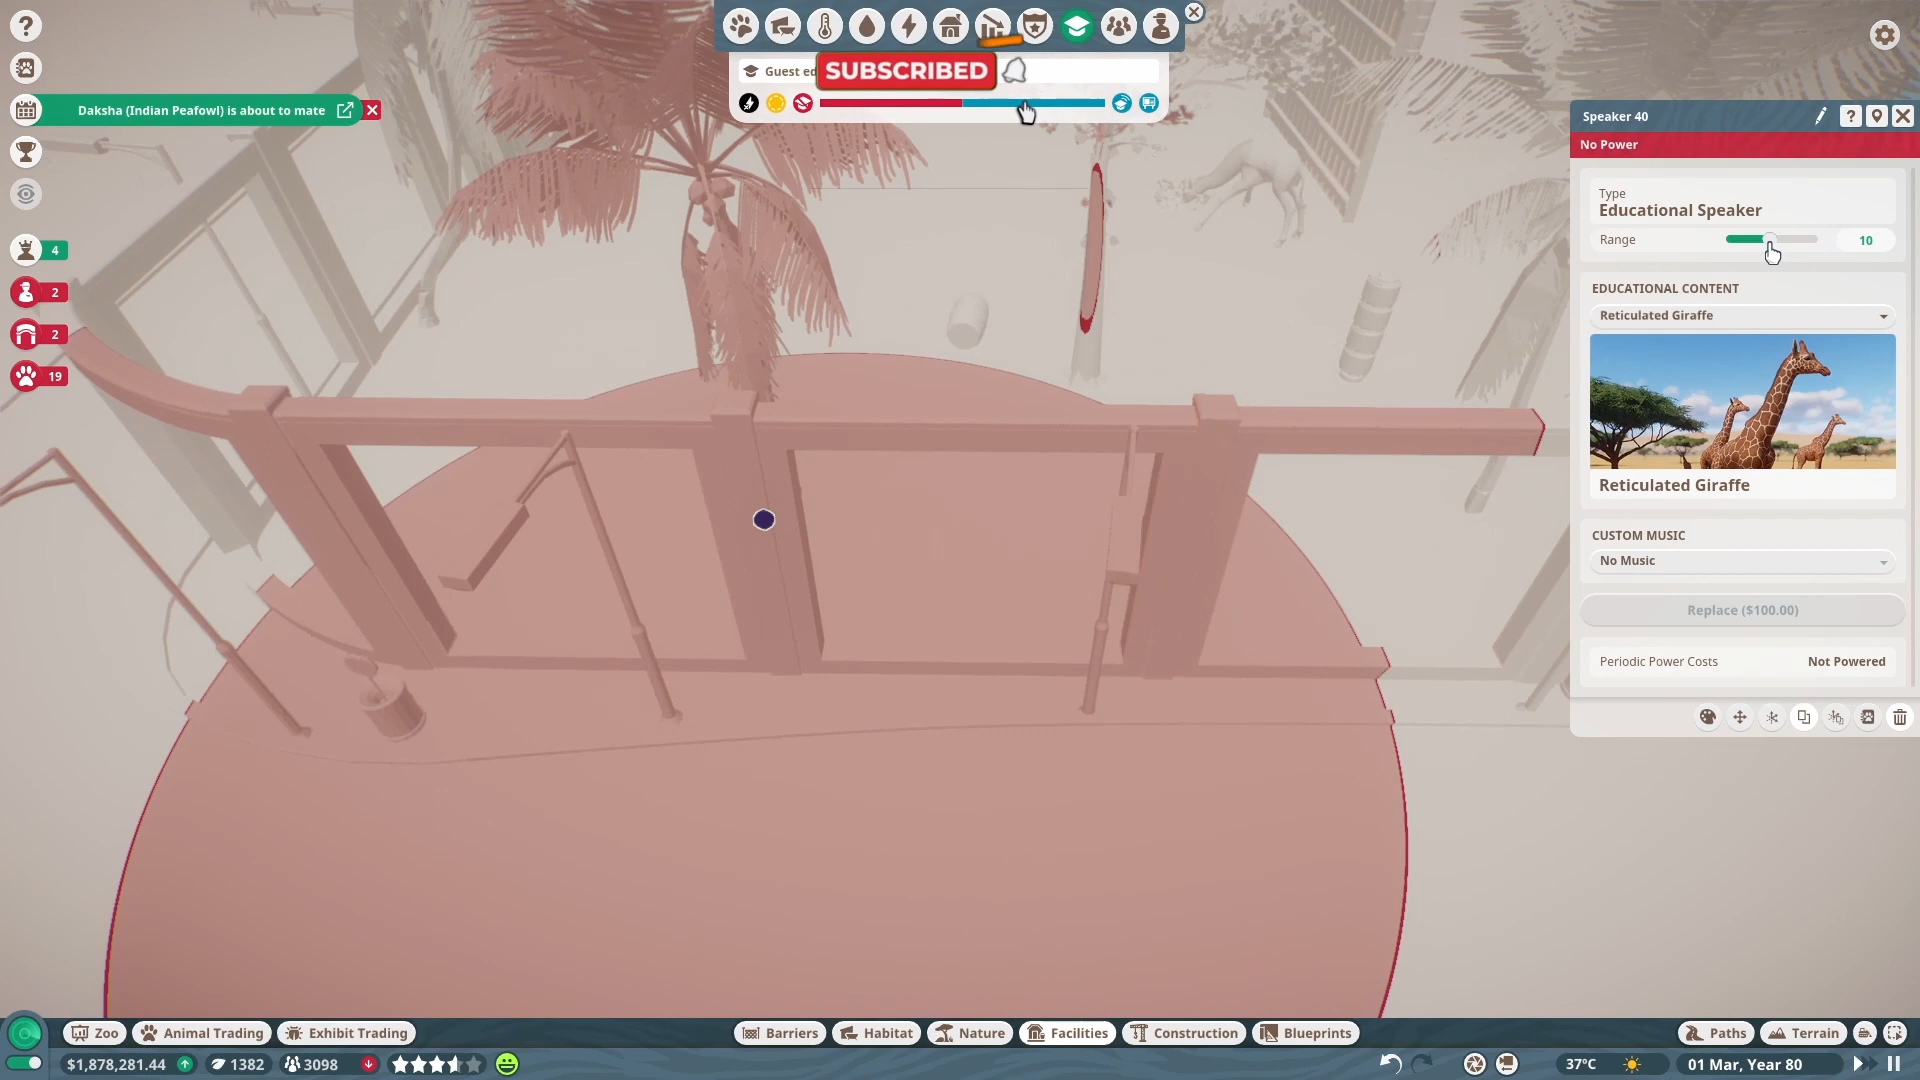 Guest ed
SUBSCRIBED
Daksha (Indian Peafowl) is about to mate
4
2
2
19
Speaker 40
?
No Power
Type
Educational Speaker
Range
10
EDUCATIONAL CONTENT
Reticulated Giraffe
Reticulated Giraffe
CUSTOM MUSIC
No Music
Replace ($100.00)
Periodic Power Costs Not Powered
?
Zoo Animal Trading Exhibit Trading Barriers Habitat Nature Facilities Construction Blueprints Paths Terrain
$1,878,281.44 1382 3098 37°C 01 Mar, Year 80